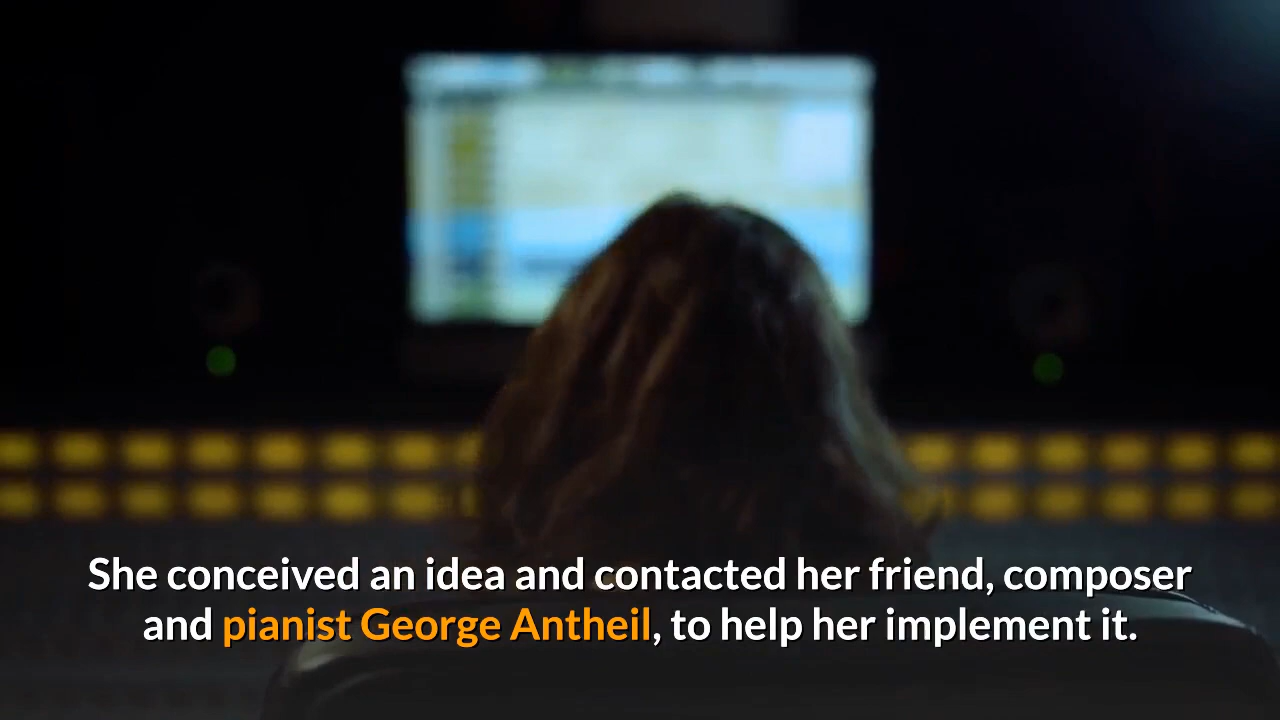 She conceived an idea and contacted her friend, composer
and pianist George Antheil, to help her implement it.